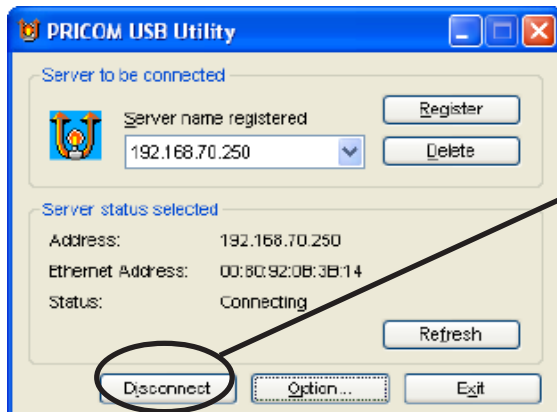 PRICOM USB Utility
Server to be connected
Server name registered
192.168.70.250
Register
Delete
Server status selected
Address: 192.168.70.250
Ethernet Address: 00:80:92:0B:3B:14
Status: Connecting
Refresh
Disconnect Option... Exit